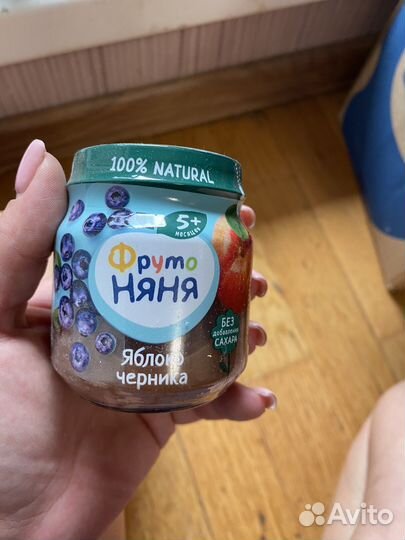 100% NATURAL
5+
месяцев
Фруто
НЯНЯ
БЕЗ
добавления
САХАРА
Яблоко
черника
Avito